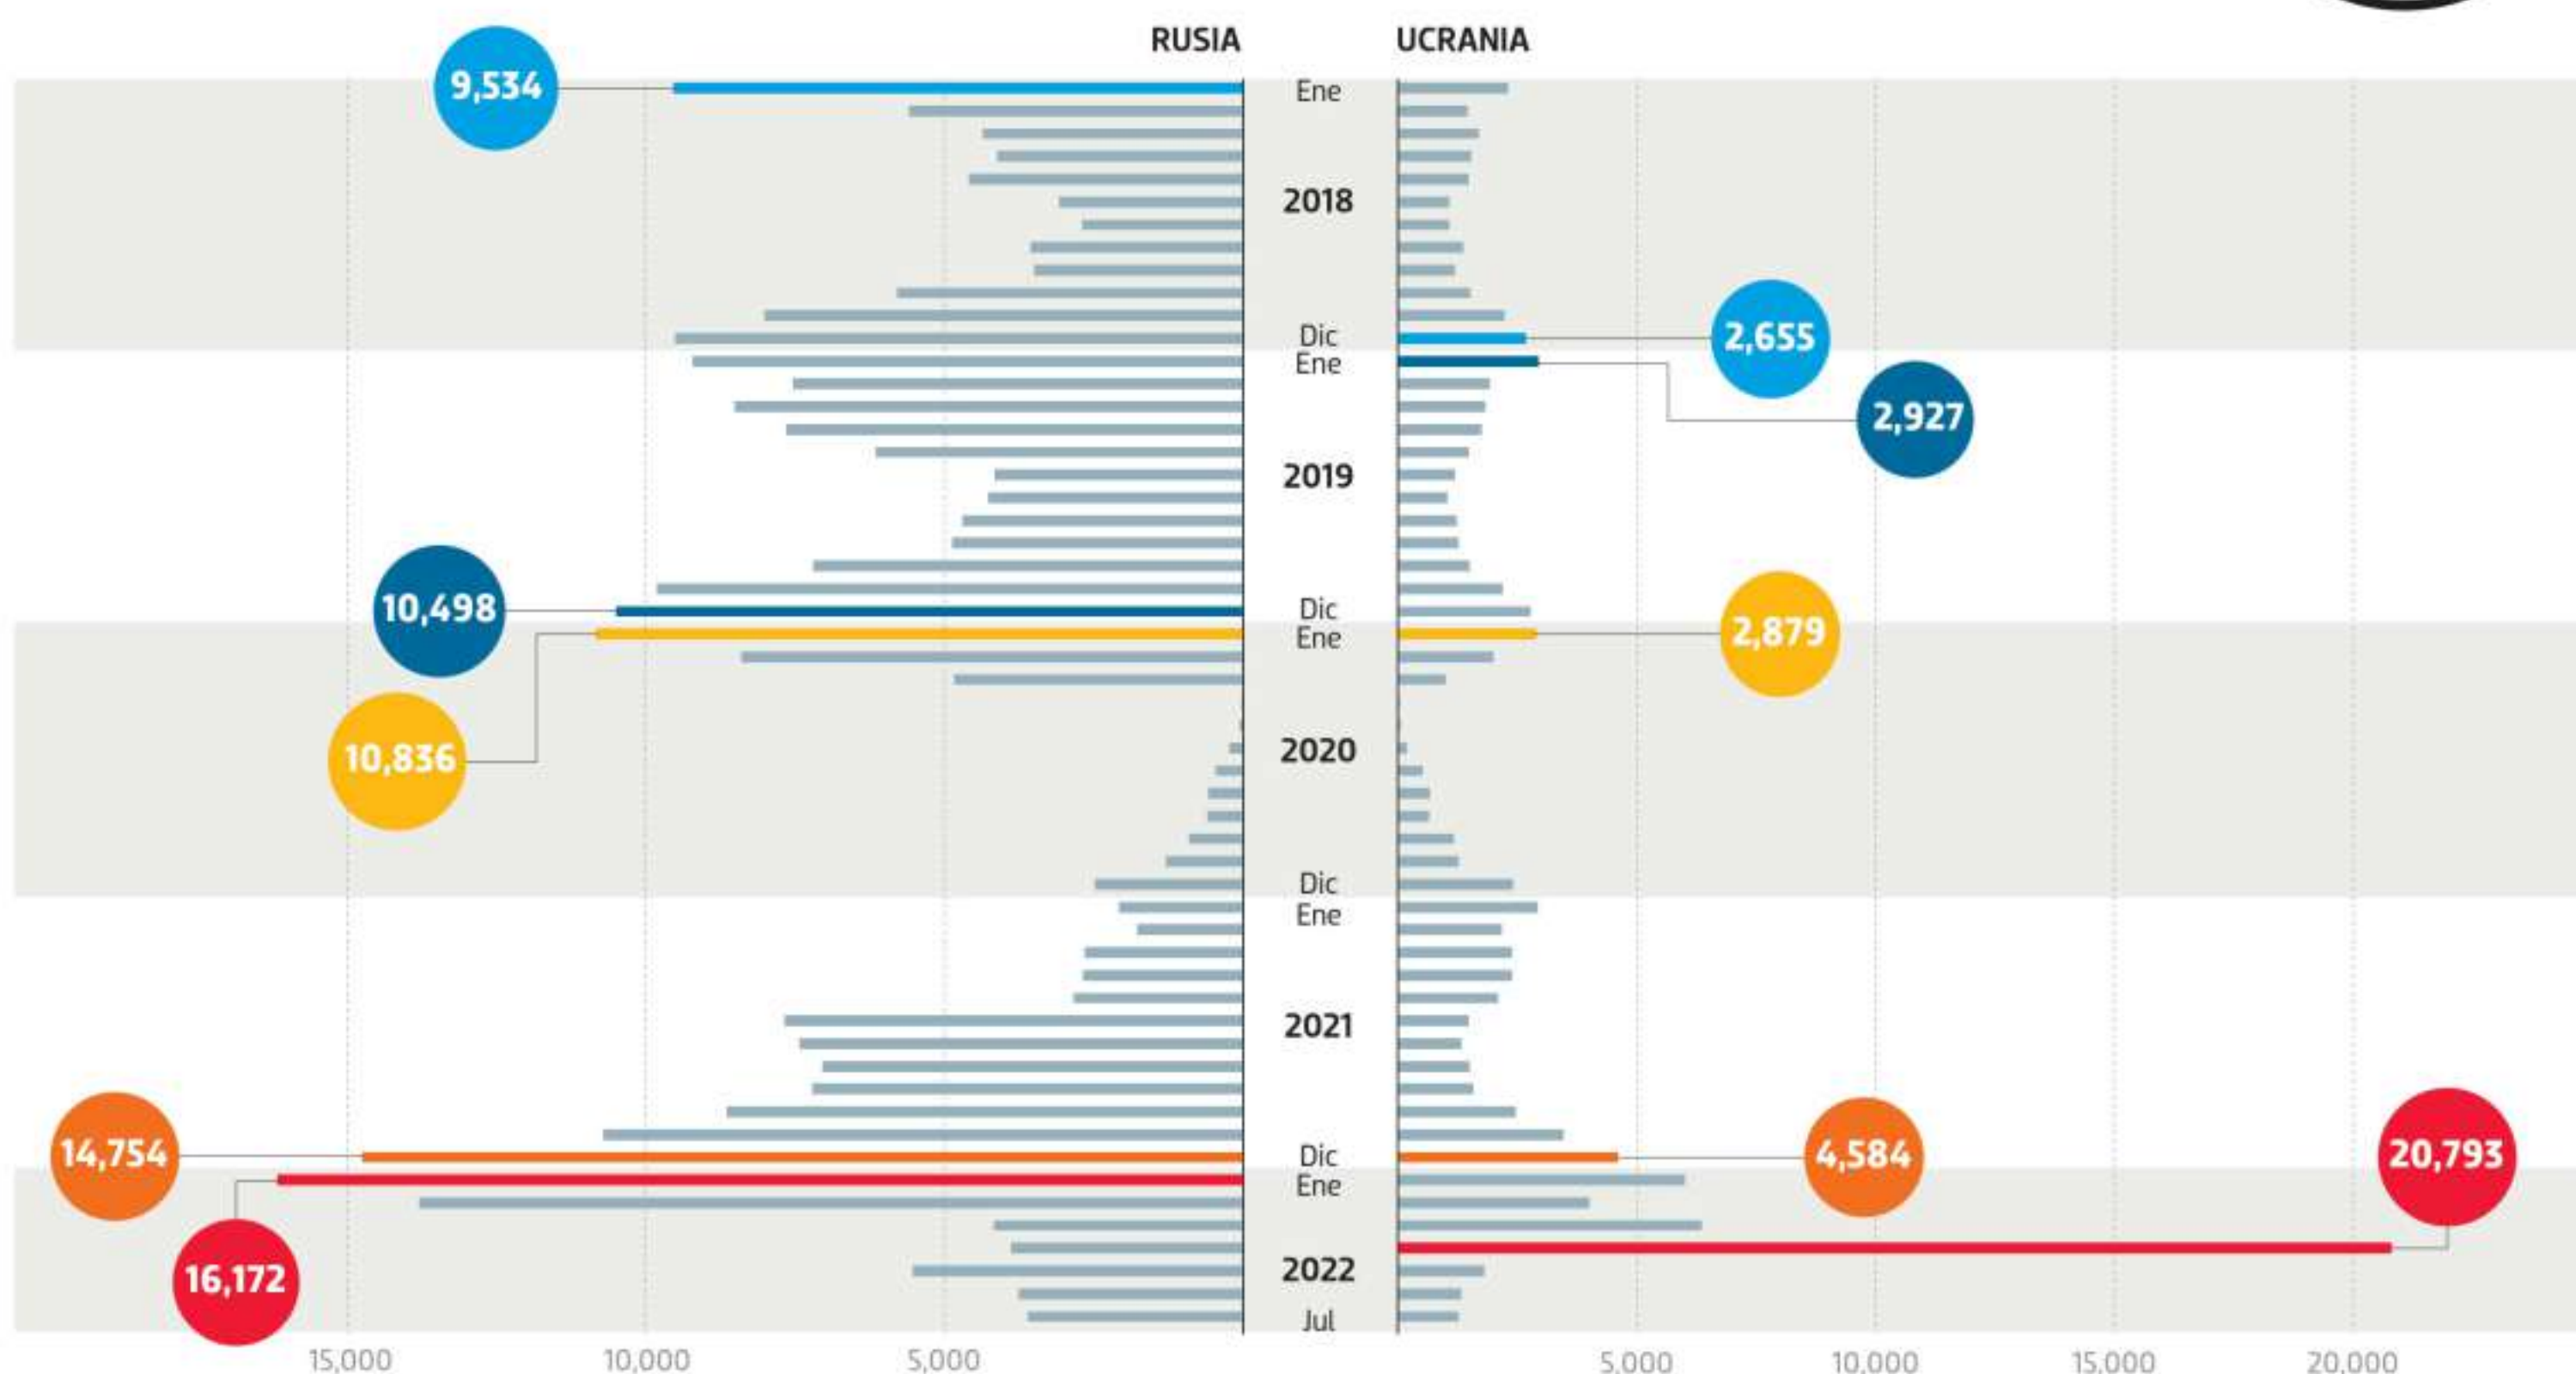 RUSIA UCRANIA
9,534
Ene
2018
2,655
Dic
Ene
2,927
2019
10,498
Dic
Ene
2,879
10,836
2020
Dic
Ene
2021
14,754
Dic
4,584
20,793
Ene
16,172
2022
Jul
15,000 10,000 5,000 5,000 10,000 15,000 20,000